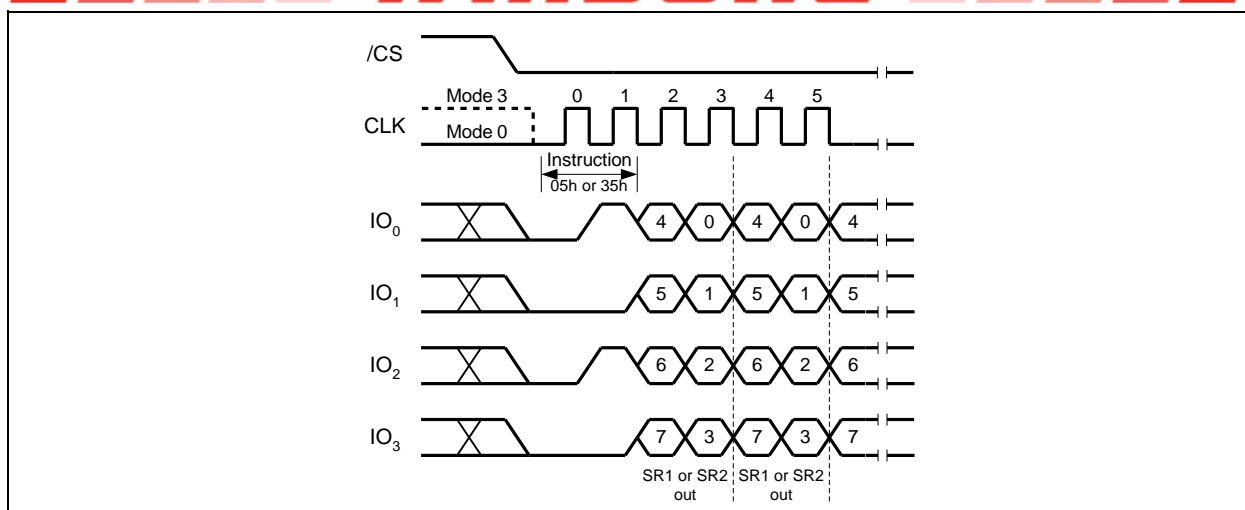 /CS
Mode 3 0 1 2 3 4 5
CLK
Mode 0
Instruction
05h or 35h
IO0 4 0 4 0 4
IO1 5 1 5 1 5
IO2 6 2 6 2 6
IO3 7 3 7 3 7
SR1 or SR2 SR1 or SR2
out out